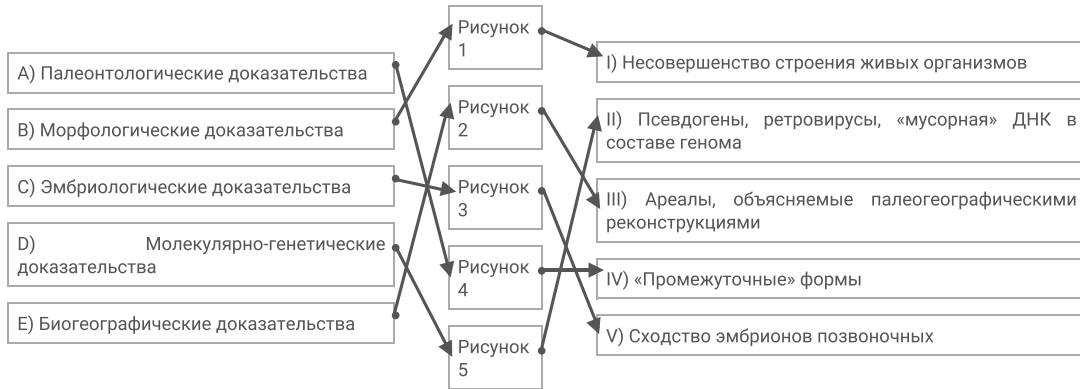 A) Палеонтологические доказательства
B) Морфологические доказательства
C) Эмбриологические доказательства
D) Молекулярно-генетические
доказательства
E) Биогеографические доказательства
Рисунок
1
Рисунок
2
Рисунок
3
Рисунок
4
Рисунок
5
I) Несовершенство строения живых организмов
II) Псевдогены, ретровирусы, «мусорная» ДНК в
составе генома
III) Ареалы, объясняемые палеогеографическими
реконструкциями
IV) «Промежуточные» формы
V) Сходство эмбрионов позвоночных